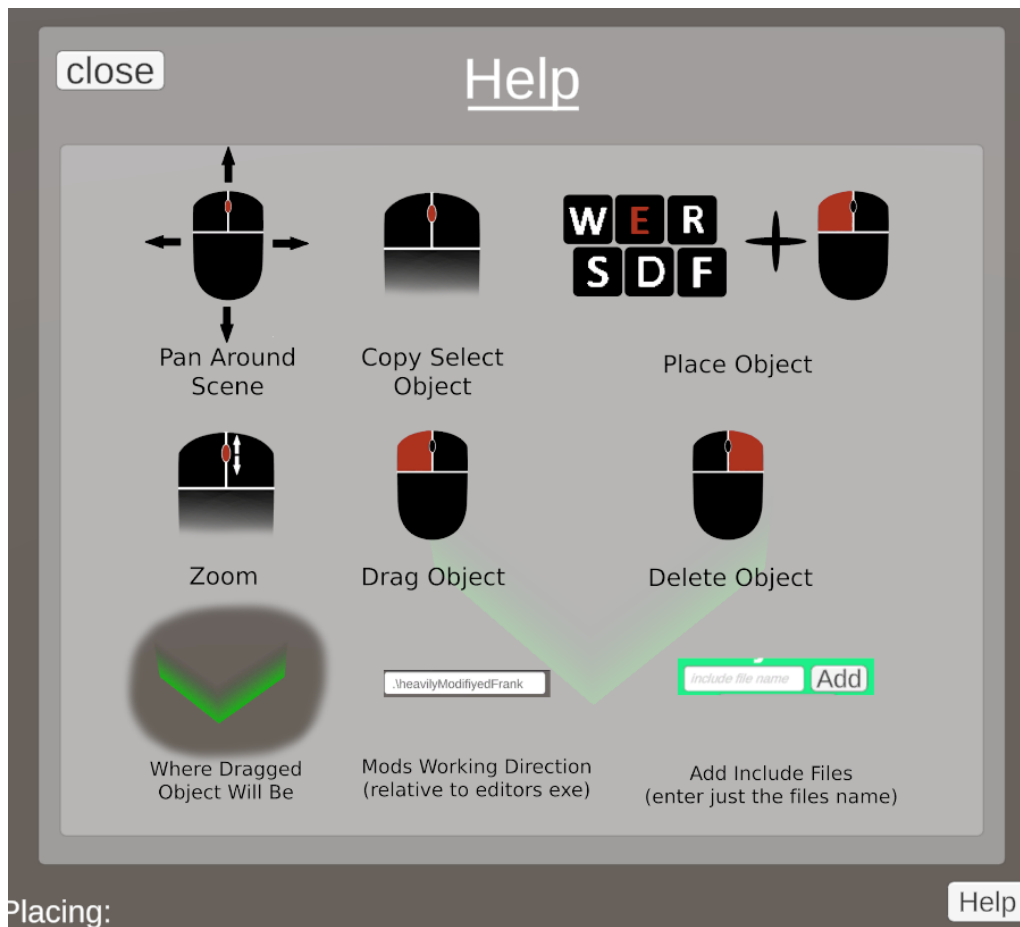 close
Help
W E R
S D F
Pan Around
Scene
Copy Select
Object
Place Object
Zoom
Drag Object
Delete Object
.\heavilyModifiyedFrank
include file name
Add
Where Dragged
Object Will Be
Mods Working Direction
(relative to editors exe)
Add Include Files
(enter just the files name)
Placing:
Help